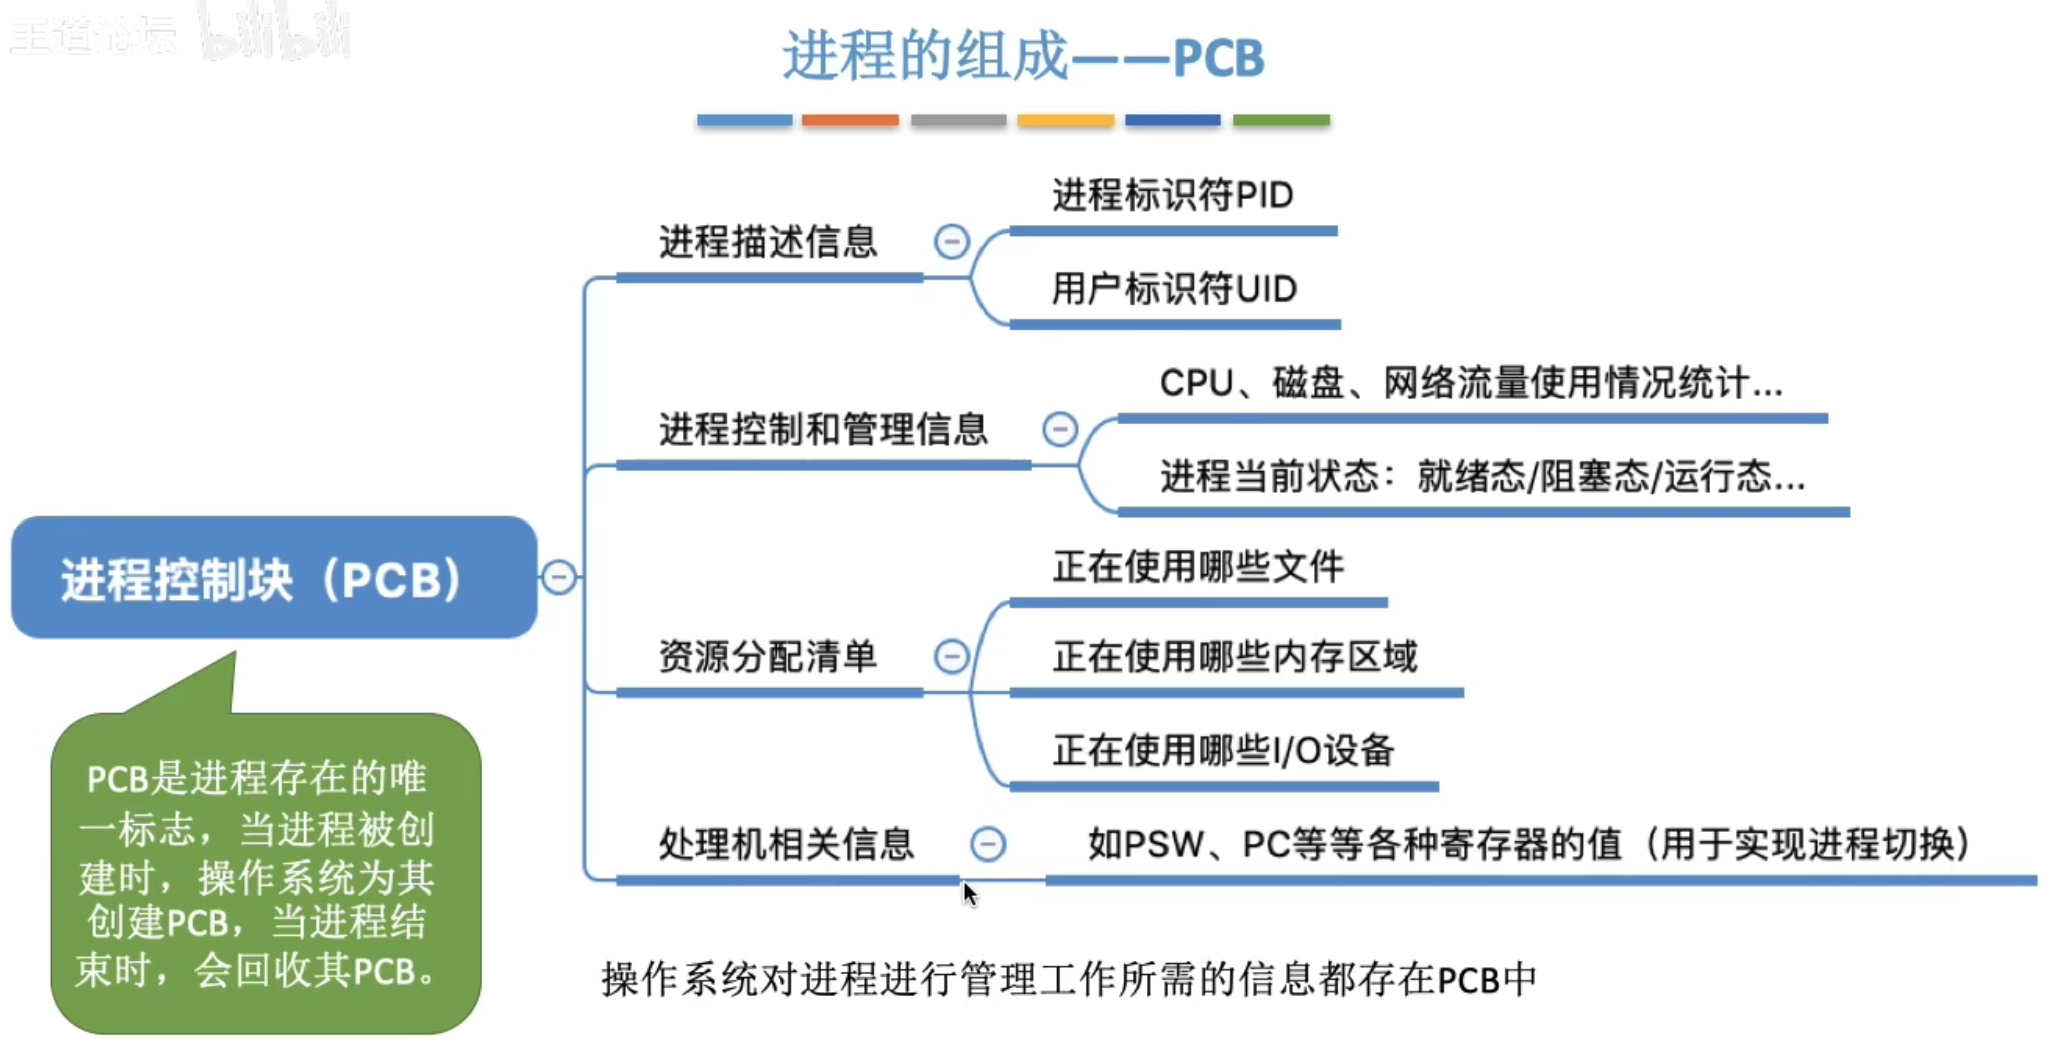 王道论坛 bilibili
进程的组成——PCB
进程描述信息
进程标识符PID
用户标识符UID
进程控制和管理信息
CPU、磁盘、网络流量使用情况统计...
进程当前状态：就绪态/阻塞态/运行态...
进程控制块（PCB）
资源分配清单
正在使用哪些文件
正在使用哪些内存区域
正在使用哪些I/O设备
处理机相关信息
如PSW、PC等等各种寄存器的值（用于实现进程切换）
PCB是进程存在的唯
一标志，当进程被创
建时，操作系统为其
创建PCB，当进程结
束时，会回收其PCB。
操作系统对进程进行管理工作所需的信息都存在PCB中